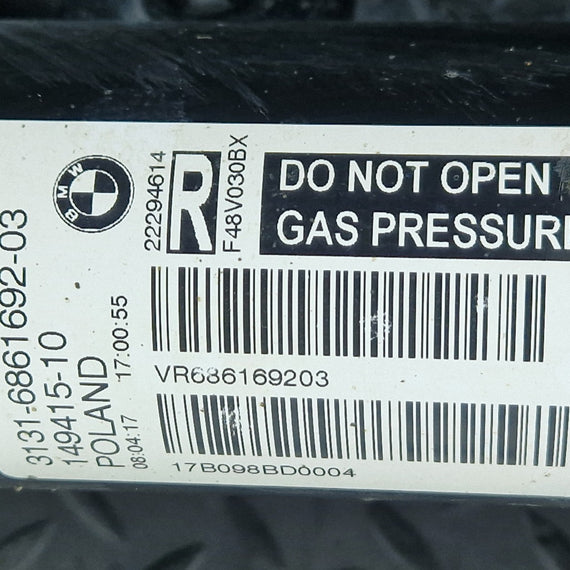 BMW
22294614
R
F48V030BX
DO NOT OPEN
GAS PRESSURE
3131-6861692-03
149415-10
POLAND
08:04:17 17:00:55
VR686169203
17B098BD0004